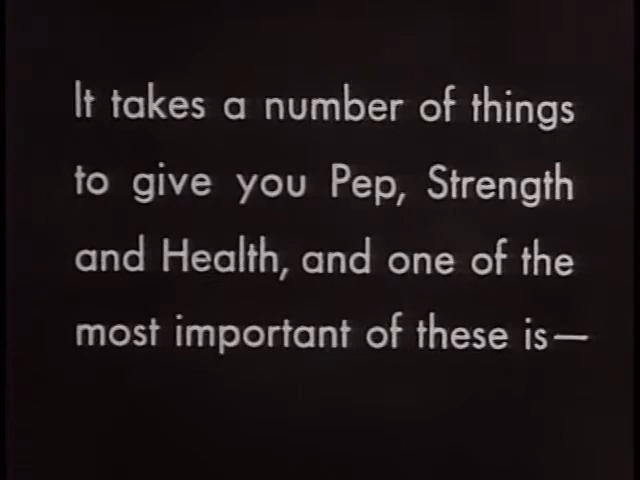 It takes a number of things
to give you Pep, Strength
and Health, and one of the
most important of these is—